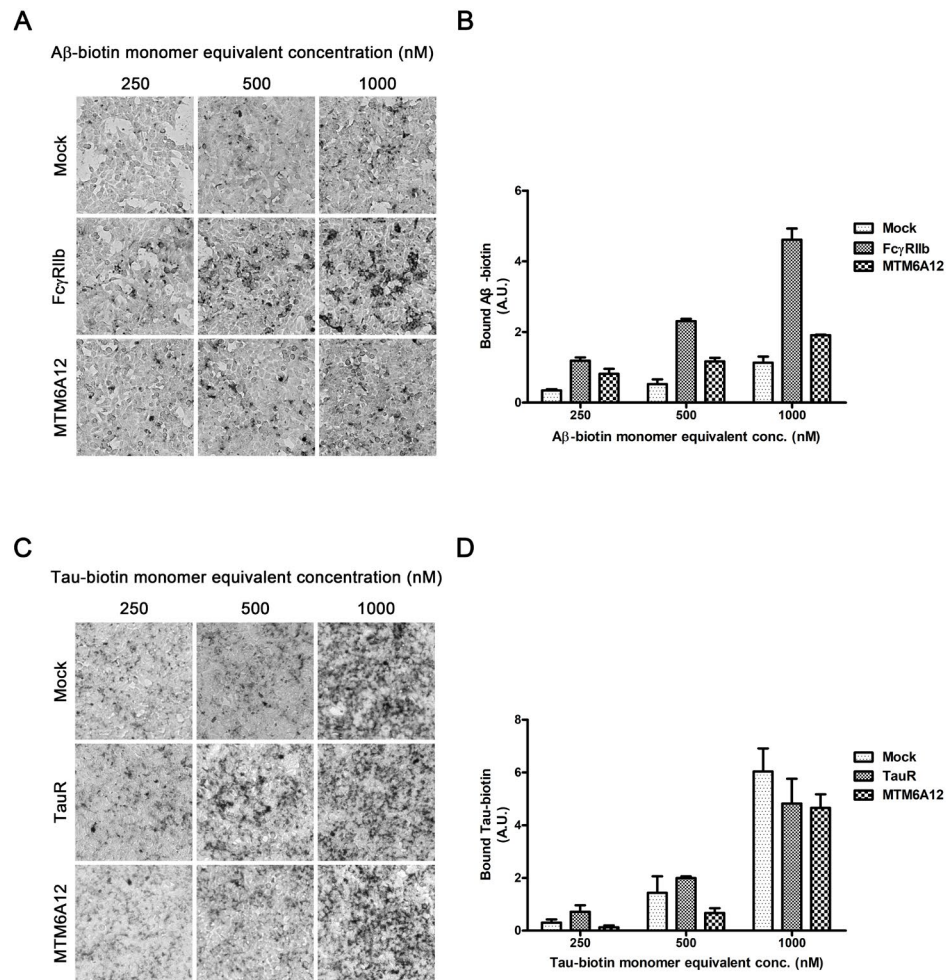 A
Aβ-biotin monomer equivalent concentration (nM)
250 500 1000
Mock
FcγRIIb
MTM6A12
B
6
4
2
0
Bound Aβ -biotin
(A.U.)
250 500 1000
Aβ-biotin monomer equivalent conc. (nM)
Mock
FcγRIIb
MTM6A12
C
Tau-biotin monomer equivalent concentration (nM)
250 500 1000
Mock
TauR
MTM6A12
D
8
6
4
2
0
Bound Tau-biotin
(A.U.)
250 500 1000
Tau-biotin monomer equivalent conc. (nM)
Mock
TauR
MTM6A12